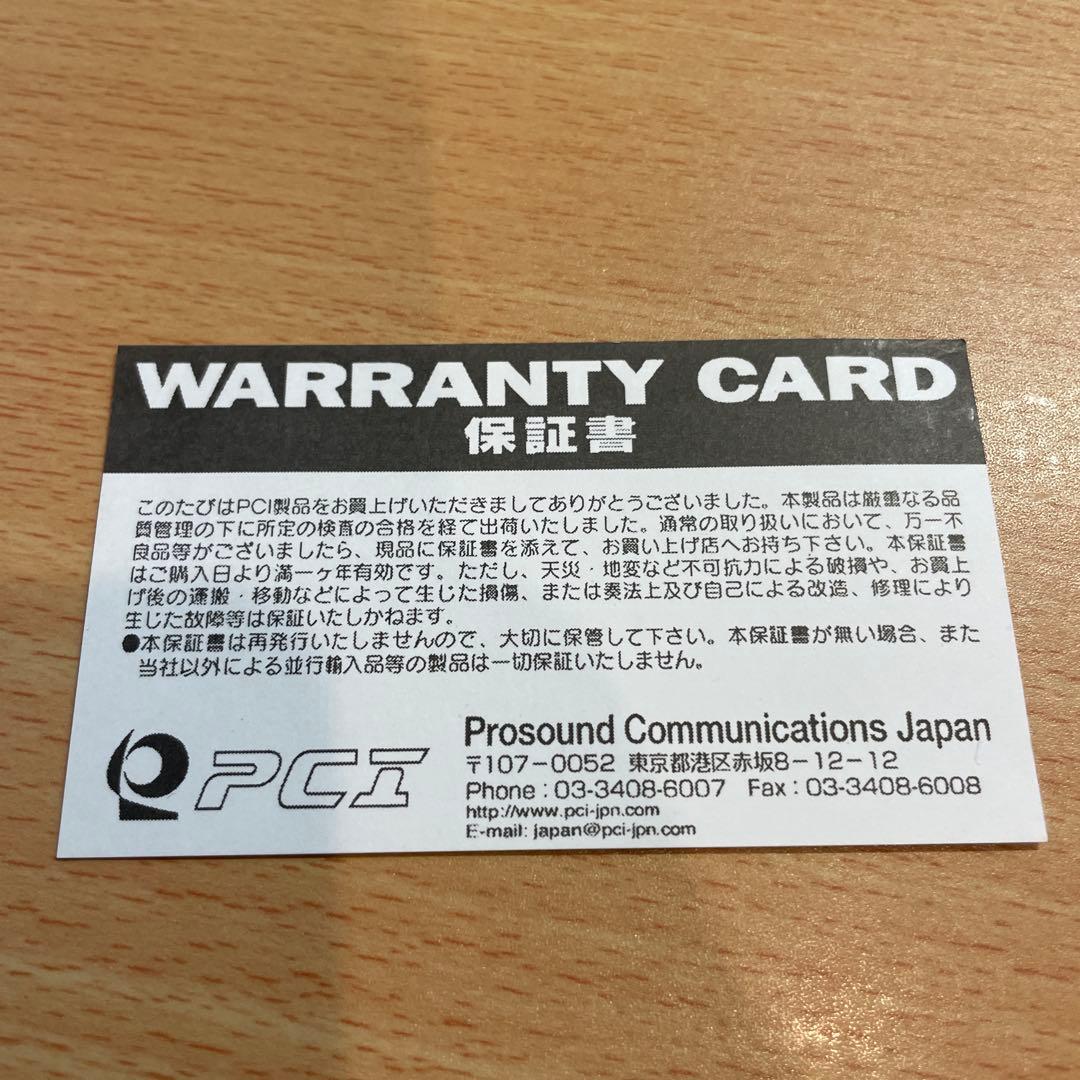 WARRANTY CARD
保証書
このたびはPCI製品をお買上げいただきましてありがとうございました。本製品は厳重なる品
質管理の下に所定の検査の合格を経て出荷いたしました。通常の取り扱いにおいて、万一不
良品等がございましたら、現品に保証書を添えて、お買い上げ店へお持ち下さい。本保証書
はご購入日より満一ヶ年有効です。ただし、天災・地変など不可抗力による破損や、お買上
げ後の運搬・移動などによって生じた損傷、または奏法上及び自己による改造、修理により
生じた故障等は保証いたしかねます。
●本保証書は再発行いたしませんので、大切に保管して下さい。本保証書が無い場合、また
当社以外による並行輸入品等の製品は一切保証いたしません。
PCI
Prosound Communications Japan
〒107-0052 東京都港区赤坂8-12-12
Phone : 03-3408-6007 Fax : 03-3408-6008
http://www.pci-jpn.com
E-mail: japan@pci-jpn.com